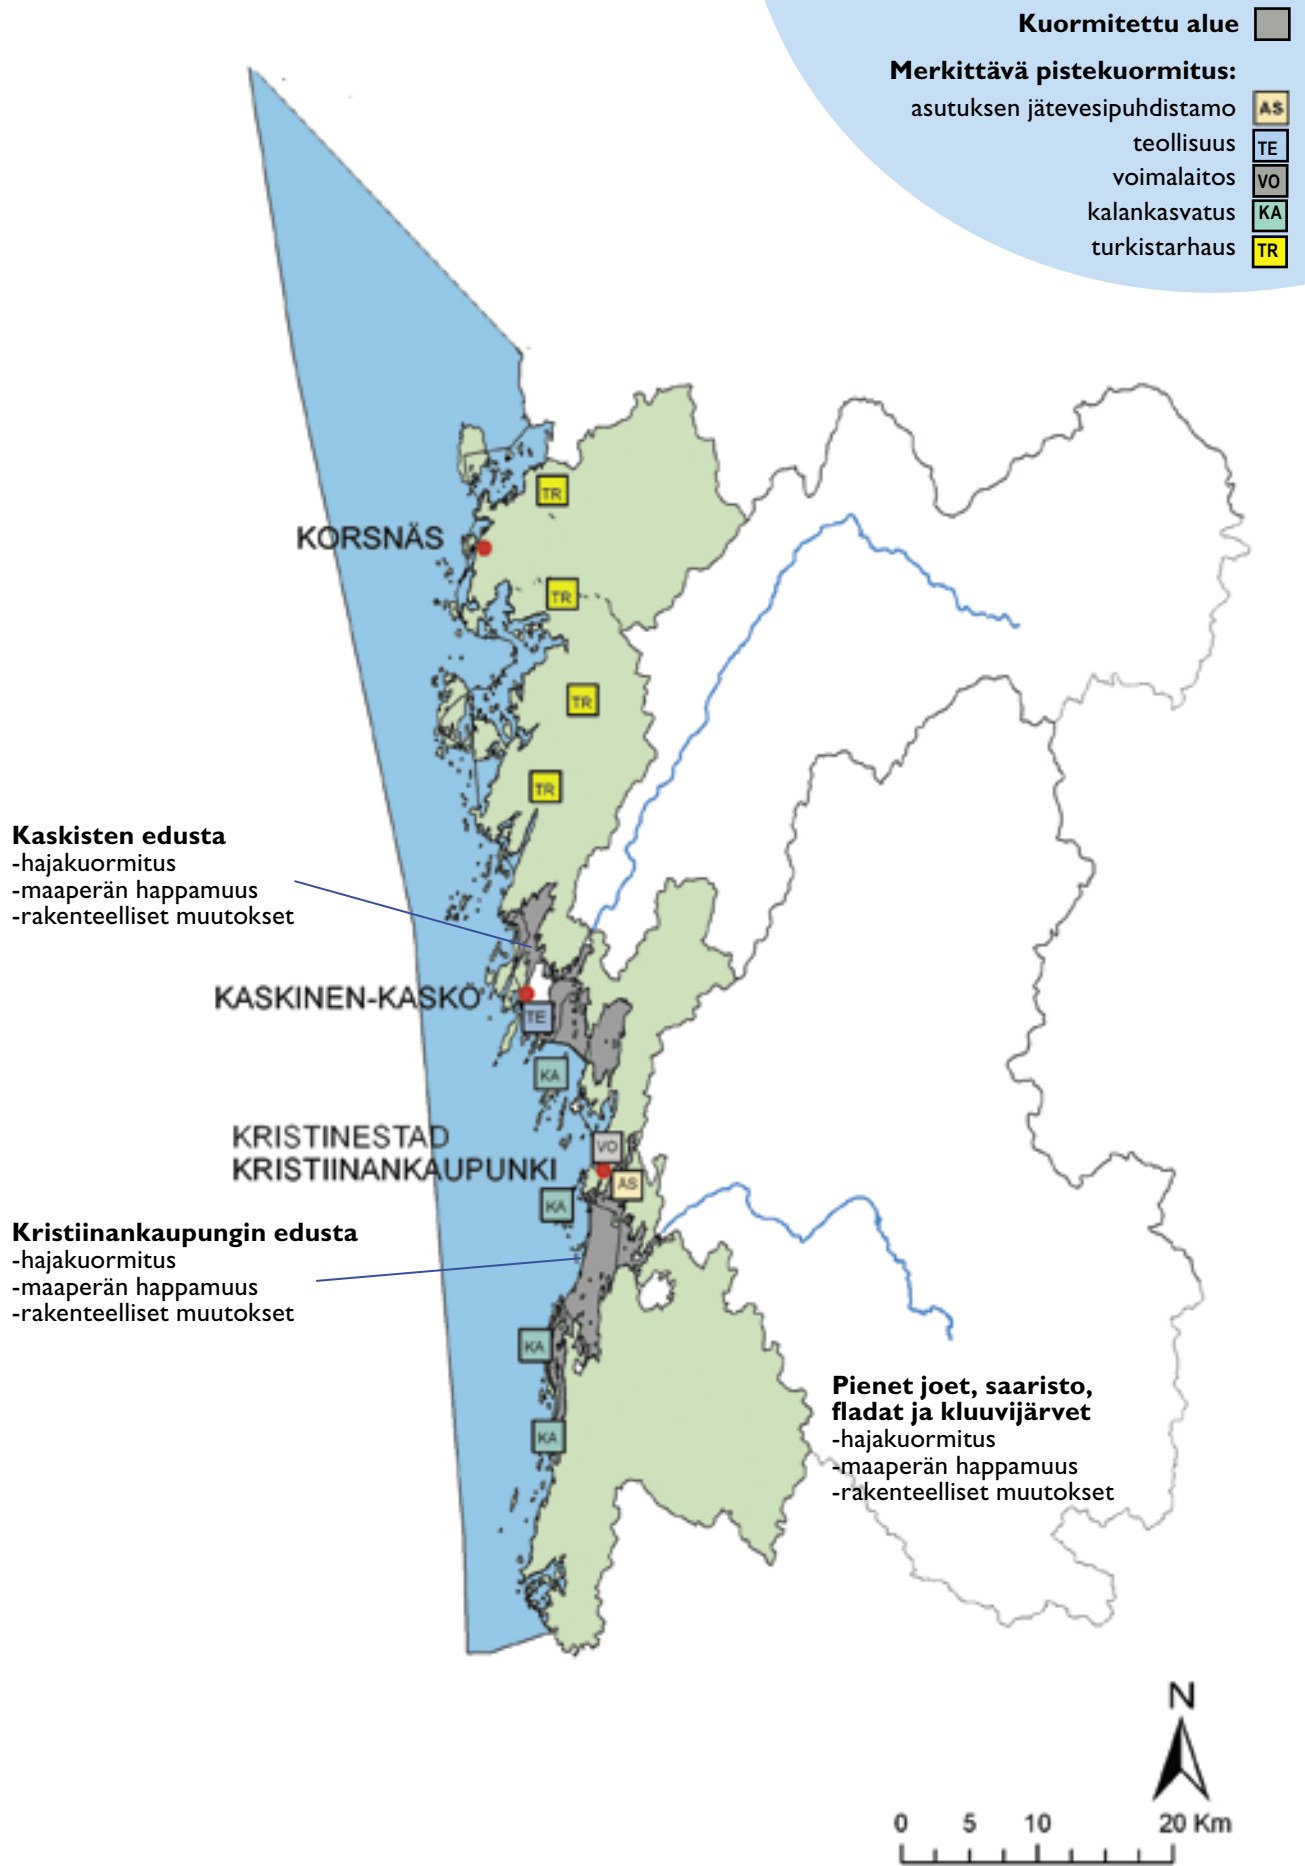 Kuormitettu alue
Merkittävä pistekuormitus:
asutuksen jätevesipuhdistamo AS
teollisuus TE
voimalaitos VO
kalankasvatus KA
turkistarhaus TR
TR
KORSNÄS
TR
TR
TR
Kaskisten edusta
-hajakuormitus
-maaperän happamuus
-rakenteelliset muutokset
KASKINEN-KASKÖ
TE
KA
KRISTINESTAD
VO
KRISTIINANKAUPUNKI
AS
KA
Kristiinankaupungin edusta
-hajakuormitus
-maaperän happamuus
-rakenteelliset muutokset
KA
KA
Pienet joet, saaristo,
fladat ja kluuvijärvet
-hajakuormitus
-maaperän happamuus
-rakenteelliset muutokset
N
0 5 10 20 Km